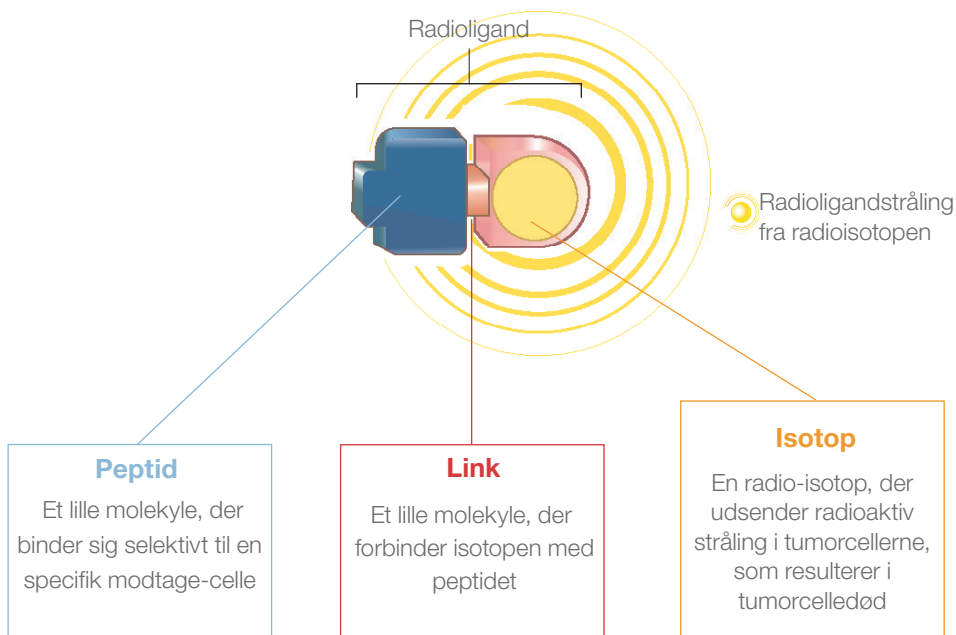 Radioligand
Radioligandstråling
fra radioisotopen
Peptid
Et lille molekyle, der
binder sig selektivt til en
specifik modtage-celle
Link
Et lille molekyle, der
forbinder isotopen med
peptidet
Isotop
En radio-isotop, der
udsender radioaktiv
stråling i tumorcellerne,
som resulterer i
tumorcelledød